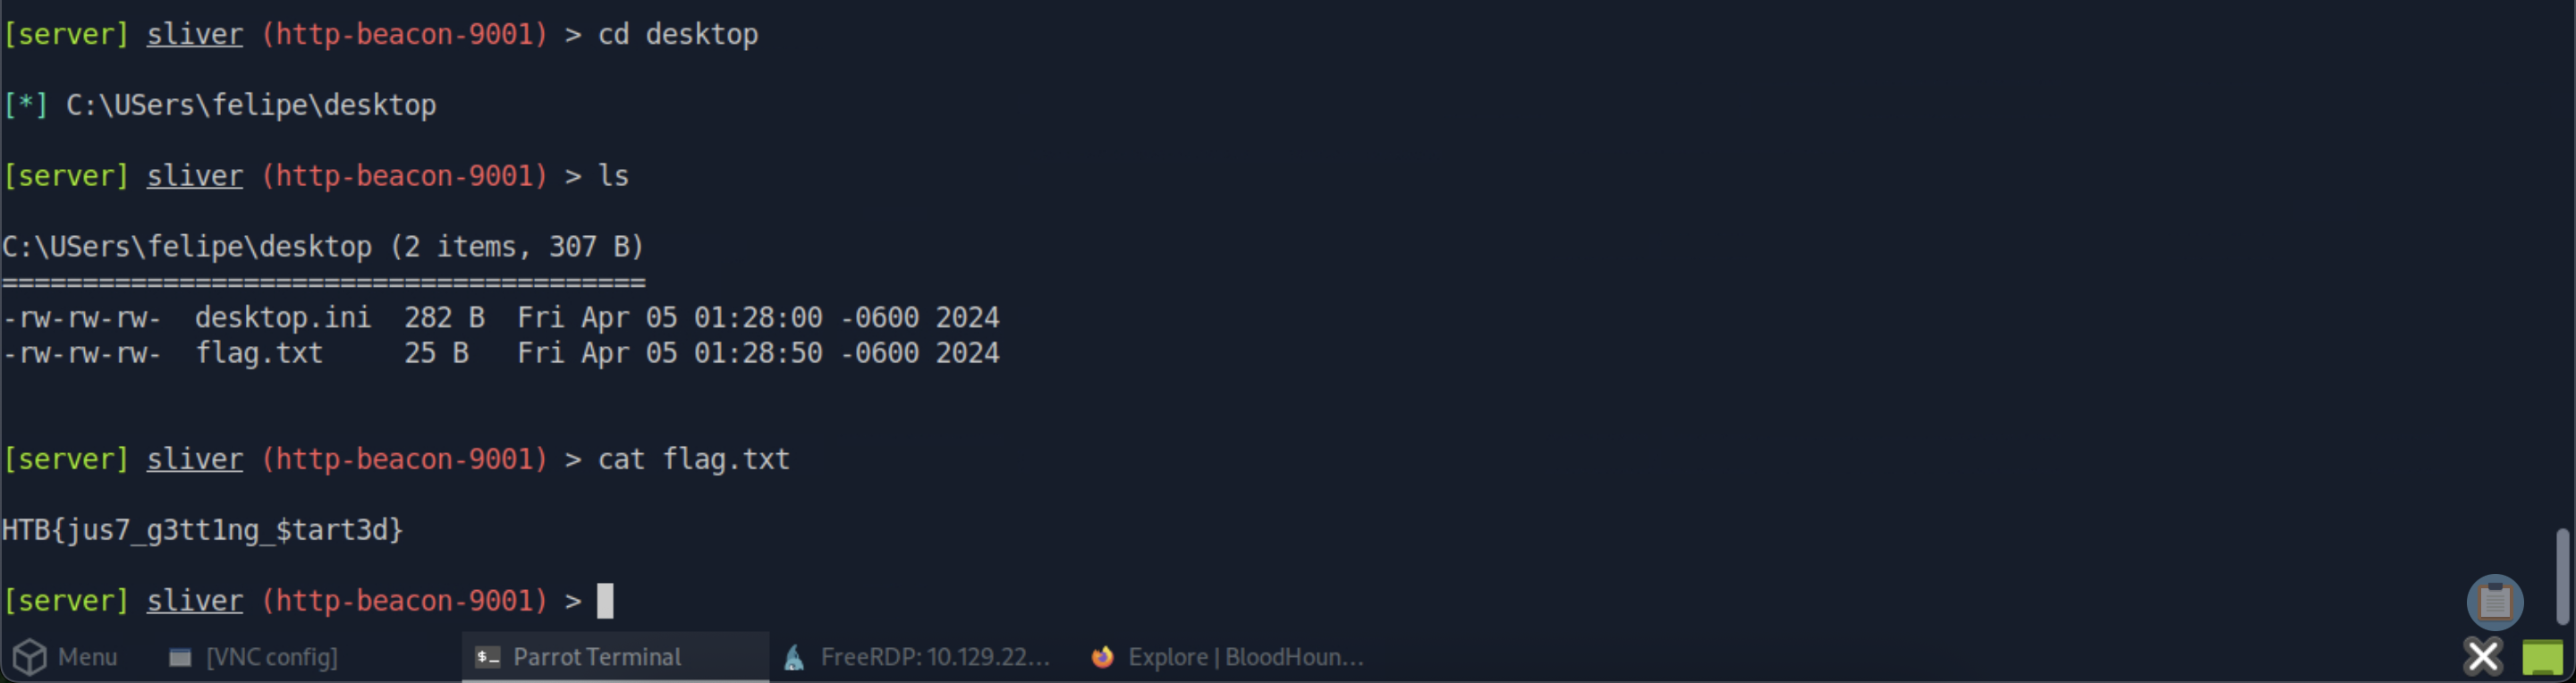 [server] sliver (http-beacon-9001) > cd desktop
[*] C:\USers\felipe\desktop
[server] sliver (http-beacon-9001) > ls
C:\USers\felipe\desktop (2 items, 307 B)
========================================
-rw-rw-rw-  desktop.ini  282 B  Fri Apr 05 01:28:00 -0600 2024
-rw-rw-rw-  flag.txt     25 B   Fri Apr 05 01:28:50 -0600 2024
[server] sliver (http-beacon-9001) > cat flag.txt
HTB{jus7_g3tt1ng_$tart3d}
[server] sliver (http-beacon-9001) >
Menu [VNC config] $_ Parrot Terminal FreeRDP: 10.129.22... Explore | BloodHoun...